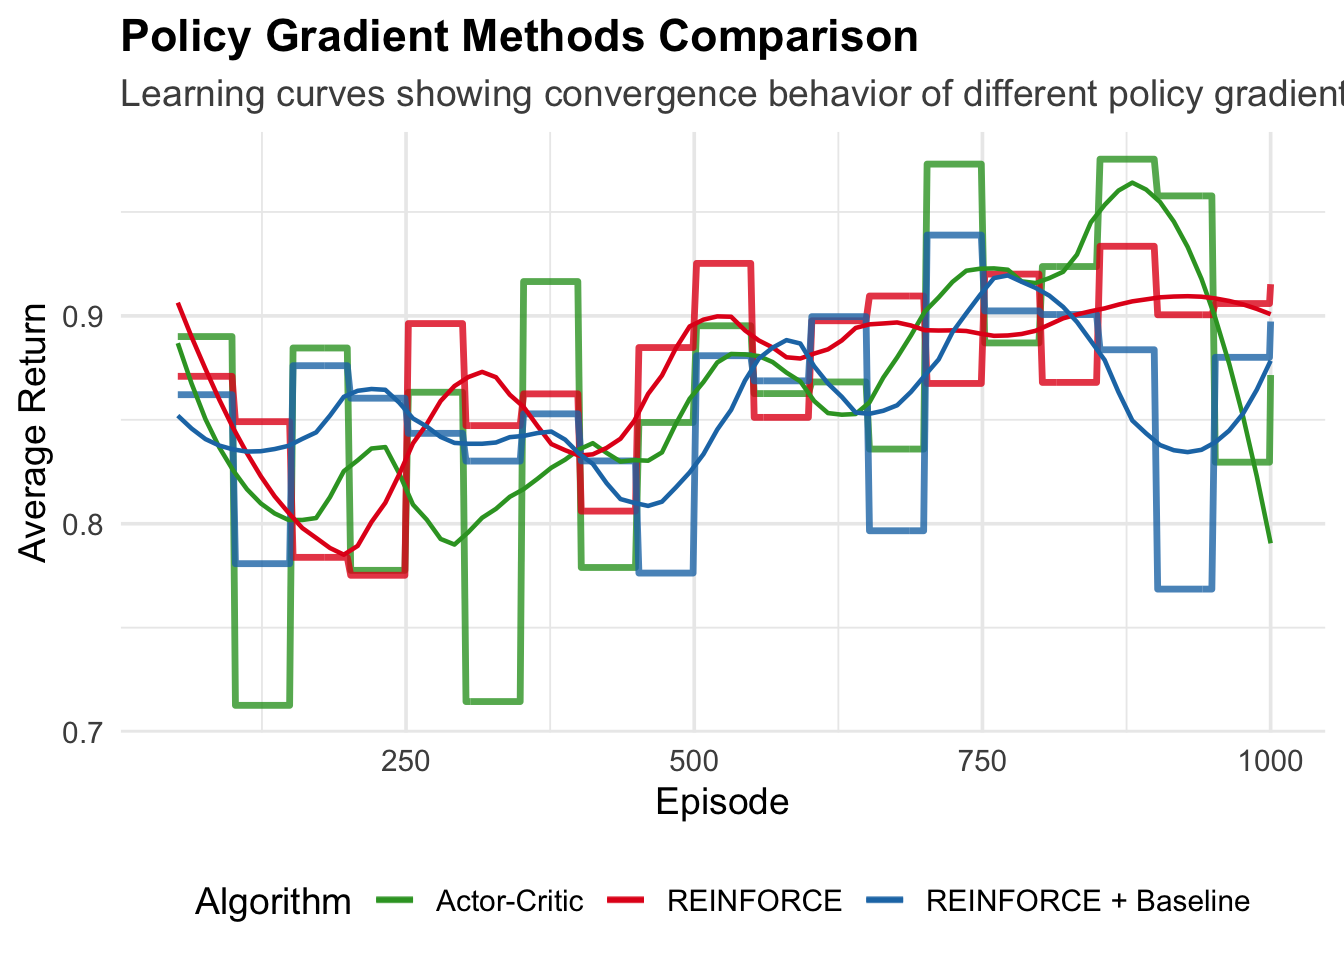 Policy Gradient Methods Comparison
Learning curves showing convergence behavior of different policy gradient
Average Return
0.9
0.8
0.7
250 500 750 1000
Episode
Algorithm Actor-Critic REINFORCE REINFORCE + Baseline